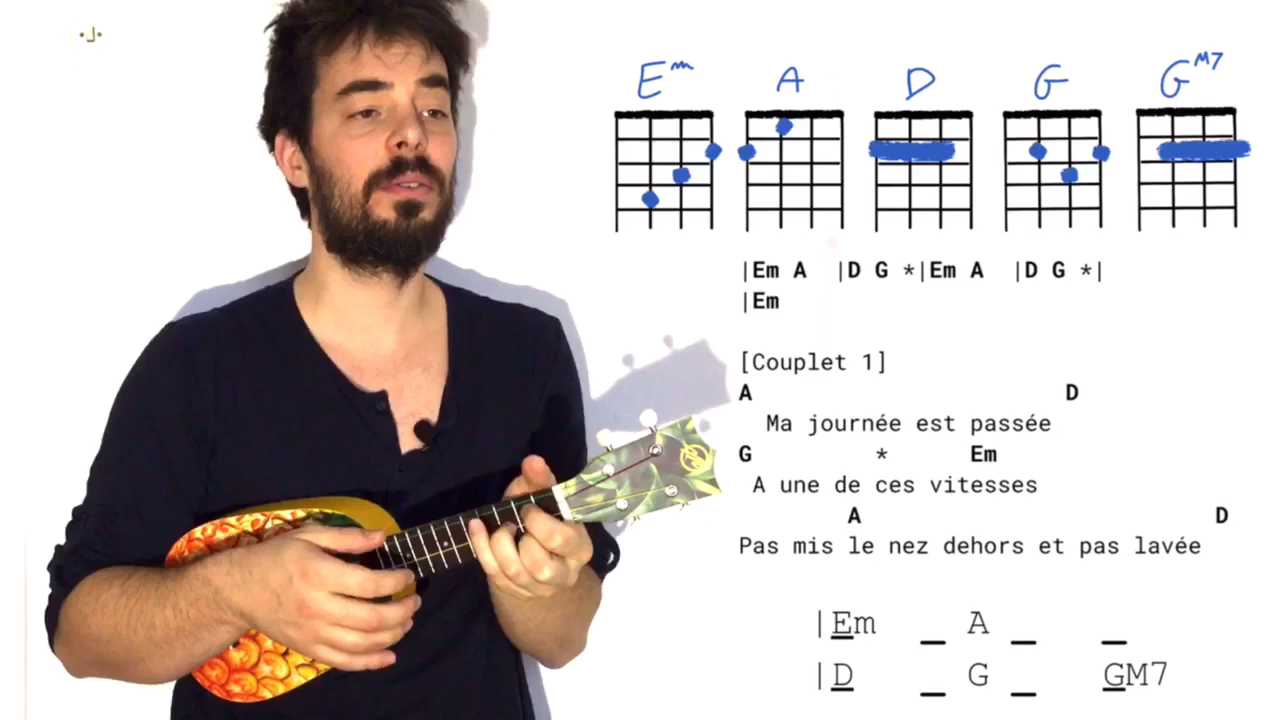 Em A D G GM7
|Em A |D G *|Em A |D G *|
|Em
[Couplet 1]
A D
Ma journée est passée
G * Em
A une de ces vitesses
A D
Pas mis le nez dehors et pas lavée
|Em _ A _ _
|D _ G _ GM7